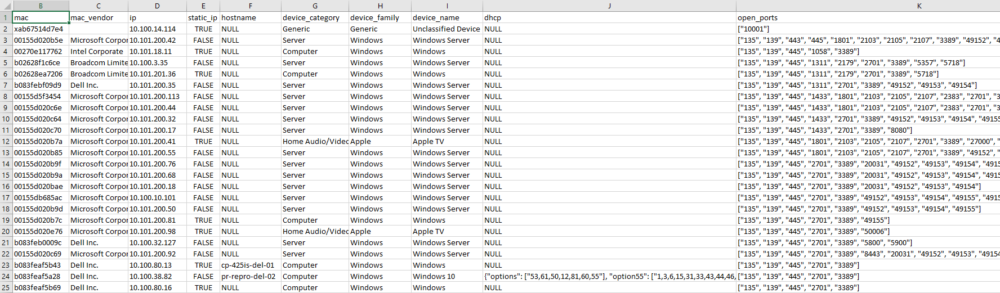 B C D E F G H I J K
1 mac mac_vendor ip static_ip hostname device_category device_family device_name dhcp open_ports
2 xab67514d7e4 10.100.14.114 TRUE NULL Generic Generic Unclassified Device NULL ["10001"]
3 00155d020b5e Microsoft Corpor 10.101.200.42 FALSE NULL Server Windows Windows Server NULL ["135", "139", "443", "445", "1801", "2103", "2105", "2107", "3389", "49152", "4
4 00270e117762 Intel Corporate 10.101.18.11 TRUE NULL Computer Windows Windows NULL ["135", "139", "445", "1058", "3389"]
5 b02628f1c6ce Broadcom Limite 10.100.3.35 FALSE NULL Server Windows Windows Server NULL ["135", "139", "445", "1311", "2179", "2701", "3389", "5357", "5718"]
6 b02628ea7206 Broadcom Limite 10.101.201.36 TRUE NULL Computer Windows Windows NULL ["135", "139", "445", "1311", "2179", "2701", "3389", "5718"]
7 b083febf09d9 Dell Inc. 10.101.200.35 FALSE NULL Server Windows Windows Server NULL ["135", "139", "445", "1311", "2701", "3389", "49152", "49153", "49154"]
8 00155d5f3454 Microsoft Corpor 10.101.200.113 FALSE NULL Server Windows Windows Server NULL ["135", "139", "445", "1433", "1801", "2103", "2105", "2107", "2383", "2701", "3
9 00155d020c6e Microsoft Corpor 10.101.200.44 FALSE NULL Server Windows Windows Server NULL ["135", "139", "445", "1433", "1801", "2103", "2105", "2107", "2383", "2701", "3
10 00155d020c64 Microsoft Corpor 10.101.200.32 FALSE NULL Server Windows Windows Server NULL ["135", "139", "445", "1433", "2701", "3389", "49152", "49153", "49154", "49155
11 00155d020c70 Microsoft Corpor 10.101.200.17 FALSE NULL Server Windows Windows Server NULL ["135", "139", "445", "1433", "2701", "3389", "8080"]
12 00155d020b7a Microsoft Corpor 10.101.200.41 TRUE NULL Home Audio/Video Apple Apple TV NULL ["135", "139", "445", "1801", "2103", "2105", "2107", "2701", "3389", "27000", "
13 00155d020b85 Microsoft Corpor 10.101.200.55 FALSE NULL Server Windows Windows Server NULL ["135", "139", "445", "1801", "2103", "2105", "2107", "2701", "3389", "49152", "
14 00155d020b9f Microsoft Corpor 10.101.200.76 FALSE NULL Server Windows Windows Server NULL ["135", "139", "445", "2701", "3389", "20031", "49152", "49153", "49154", "4915
15 00155d020b9a Microsoft Corpor 10.101.200.68 FALSE NULL Server Windows Windows Server NULL ["135", "139", "445", "2701", "3389", "20031", "49152", "49153", "49154", "4915
16 00155d020bae Microsoft Corpor 10.101.200.18 FALSE NULL Server Windows Windows Server NULL ["135", "139", "445", "2701", "3389", "20031", "49152", "49153", "49154"]
17 00155db685ac Microsoft Corpor 10.100.10.101 FALSE NULL Server Windows Windows Server NULL ["135", "139", "445", "2701", "3389", "49152", "49153", "49154", "49155", "4915
18 00155d020b9d Microsoft Corpor 10.101.200.50 FALSE NULL Server Windows Windows Server NULL ["135", "139", "445", "2701", "3389", "49152", "49153", "49154", "49155"]
19 00155d020b7c Microsoft Corpor 10.101.200.81 TRUE NULL Computer Windows Windows NULL ["135", "139", "445", "2701", "3389", "49155"]
20 00155d020e76 Microsoft Corpor 10.101.200.98 TRUE NULL Home Audio/Video Apple Apple TV NULL ["135", "139", "445", "2701", "3389", "50006"]
21 b083feb0009c Dell Inc. 10.100.32.127 FALSE NULL Server Windows Windows Server NULL ["135", "139", "445", "2701", "3389", "5800", "5900"]
22 00155d020c69 Microsoft Corpor 10.101.200.92 FALSE NULL Server Windows Windows Server NULL ["135", "139", "445", "2701", "3389", "8443", "20031", "49152", "49153", "49154
23 b083feaf5b43 Dell Inc. 10.100.80.13 TRUE cp-425is-del-01 Computer Windows Windows NULL ["135", "139", "445", "2701", "3389"]
24 b083feaf5a28 Dell Inc. 10.100.38.82 FALSE pr-repro-del-02 Computer Windows Windows 10 {"options": ["53,61,50,12,81,60,55"], "option55": ["1,3,6,15,31,33,43,44,46, ["135", "139", "445", "2701", "3389"]
25 b083feaf5b69 Dell Inc. 10.100.80.16 TRUE NULL Computer Windows Windows NULL ["135", "139", "445", "2701", "3389"]